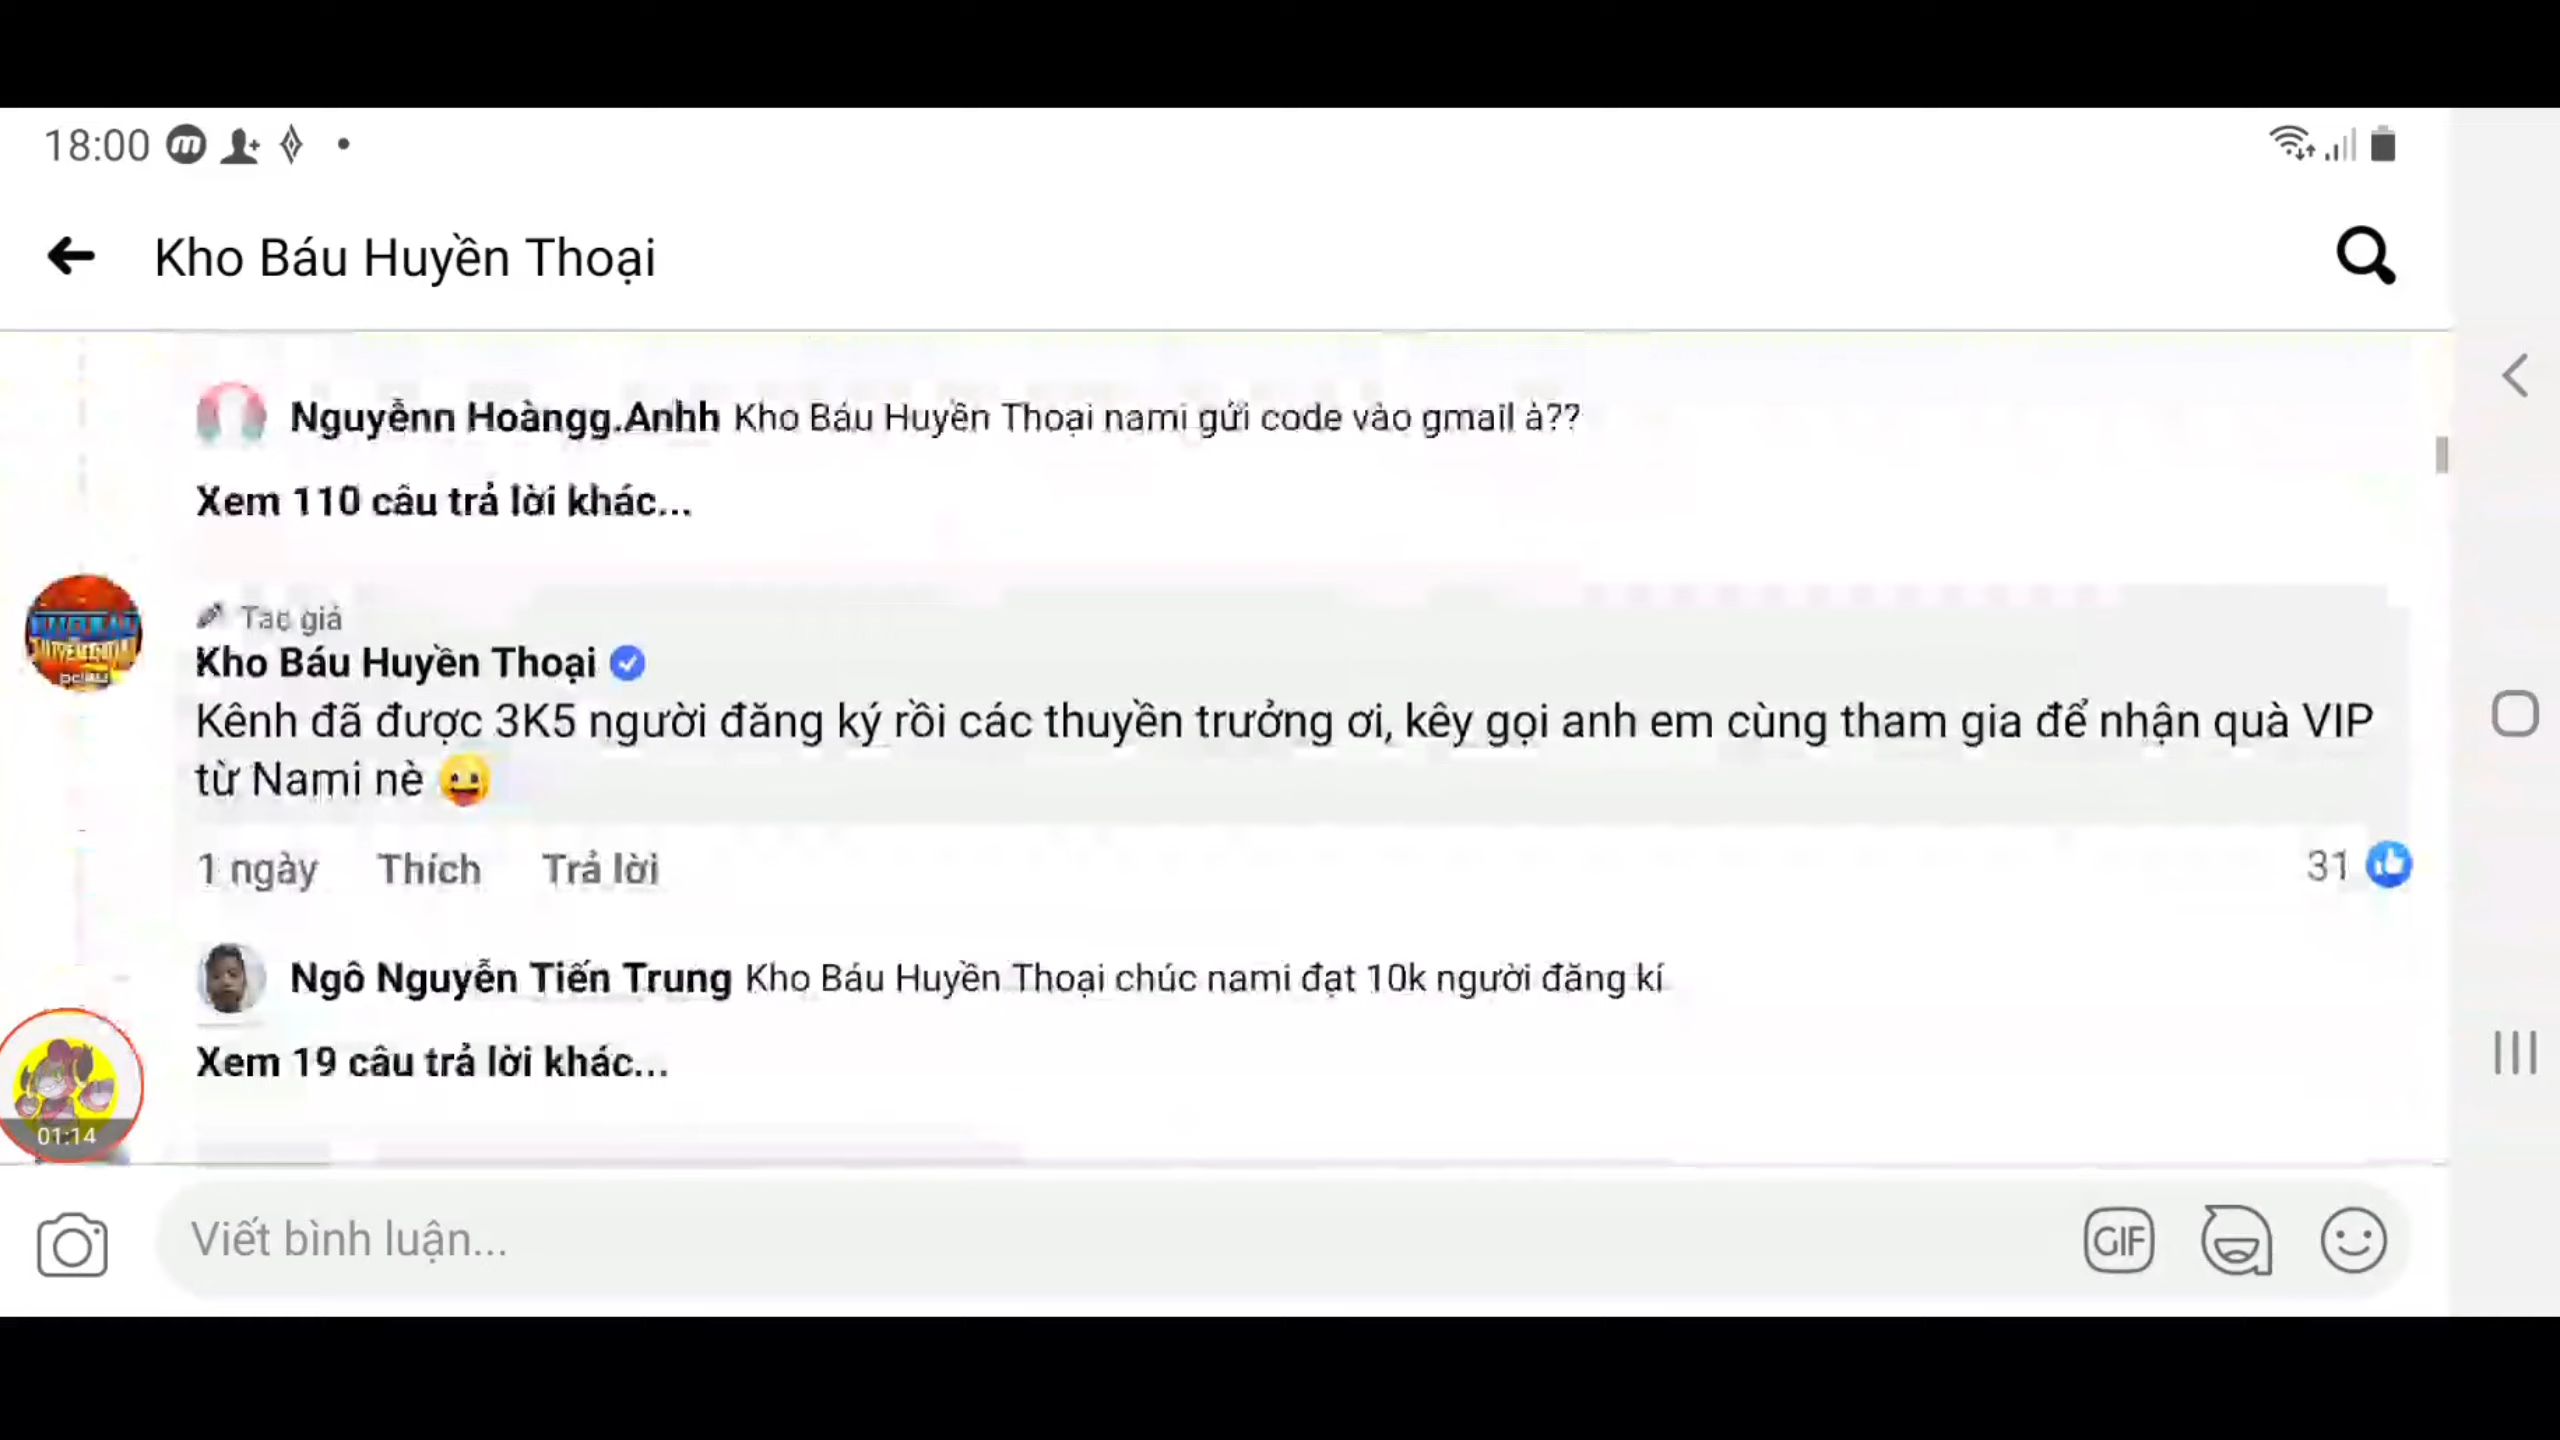 18:00
Kho Báu Huyền Thoại
Nguyễnn Hoàngg.Anhh Kho Báu Huyền Thoại nami gửi code vào gmail à??
Xem 110 câu trả lời khác...
Tác giả
Kho Báu Huyền Thoại
Kênh đã được 3K5 người đăng ký rồi các thuyền trưởng ơi, kêy gọi anh em cùng tham gia để nhận quà VIP
từ Nami nè
1 ngày Thích Trả lời 31
Ngô Nguyễn Tiến Trung Kho Báu Huyền Thoại chúc nami đạt 10k người đăng kí
Xem 19 câu trả lời khác...
01:14
Viết bình luận...
GIF